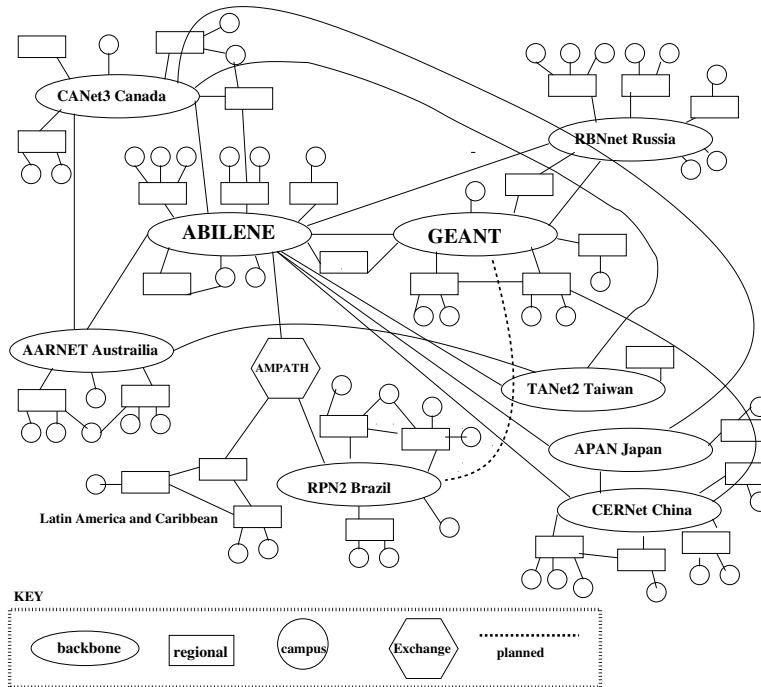 CANet3 Canada
RBNnet Russia
ABILENE
GEANT
AARNET Austrailia
AMPATH
TANet2 Taiwan
APAN Japan
RPN2 Brazil
CERNet China
Latin America and Caribbean
KEY
backbone
regional
campus
Exchange
planned